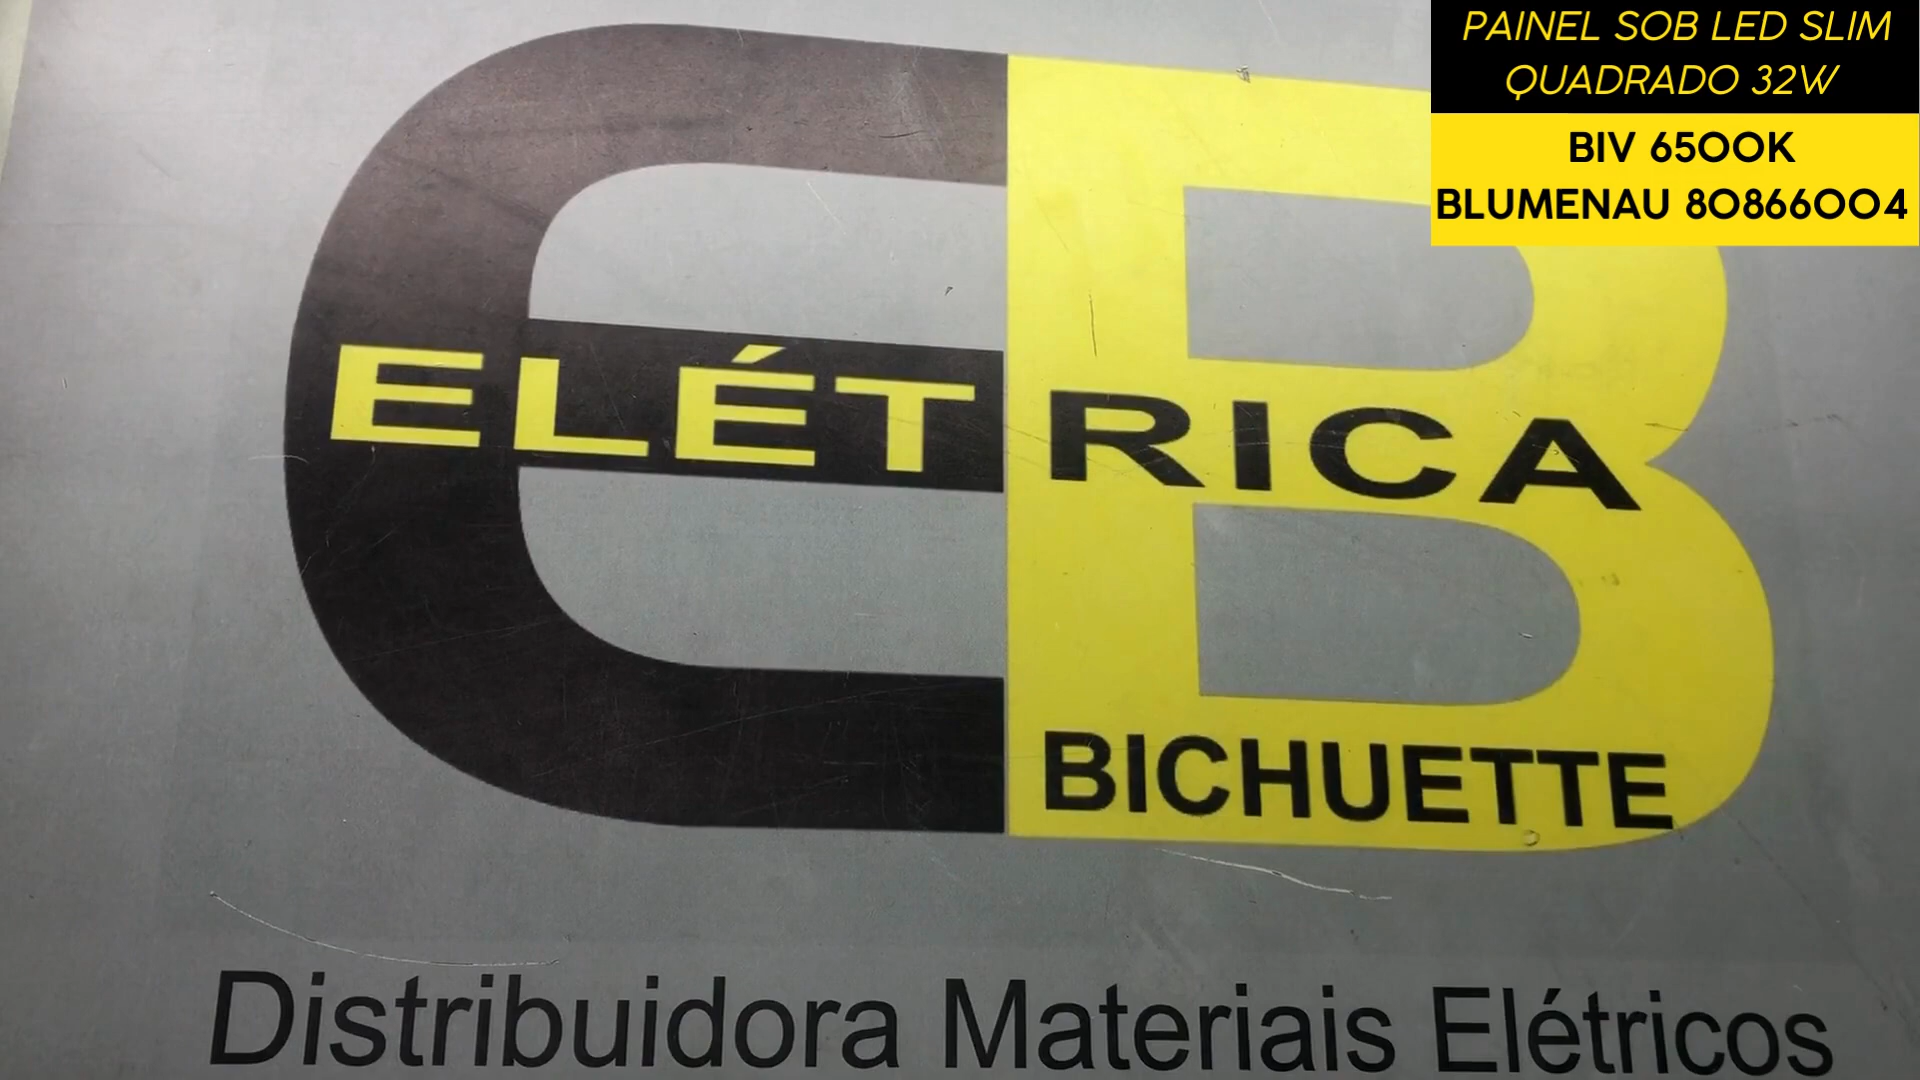 PAINEL SOB LED SLIM
QUADRADO 32W
BIV 6500K
BLUMENAU 80866004
ELÉTRICA
BICHUETTE
Distribuidora Materiais Elétricos